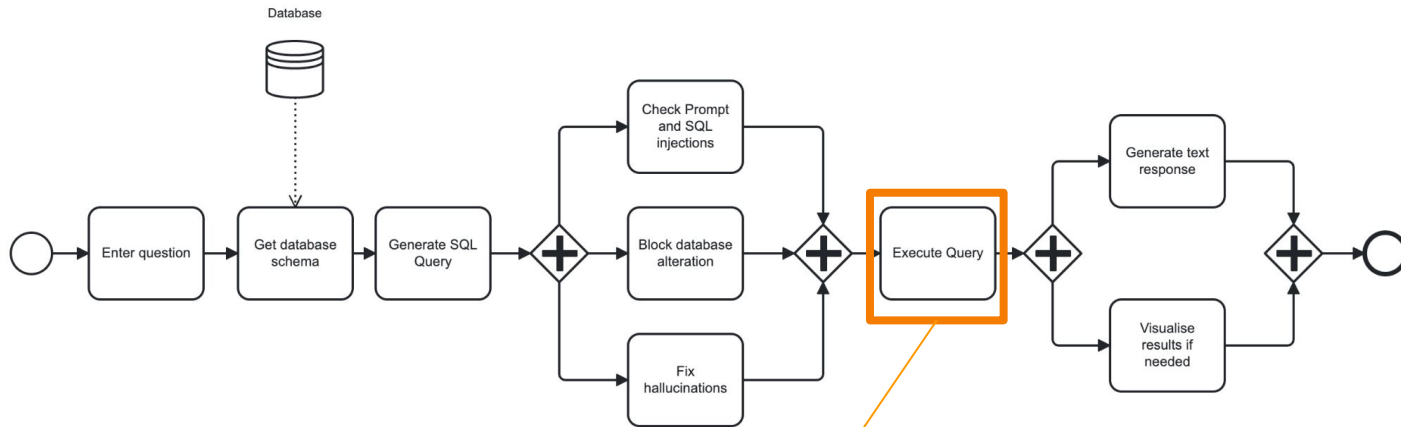 Database
Enter question
Get database
schema
Generate SQL
Query
Check Prompt
and SQL
injections
Block database
alteration
Fix
hallucinations
Execute Query
Generate text
response
Visualise
results if
needed